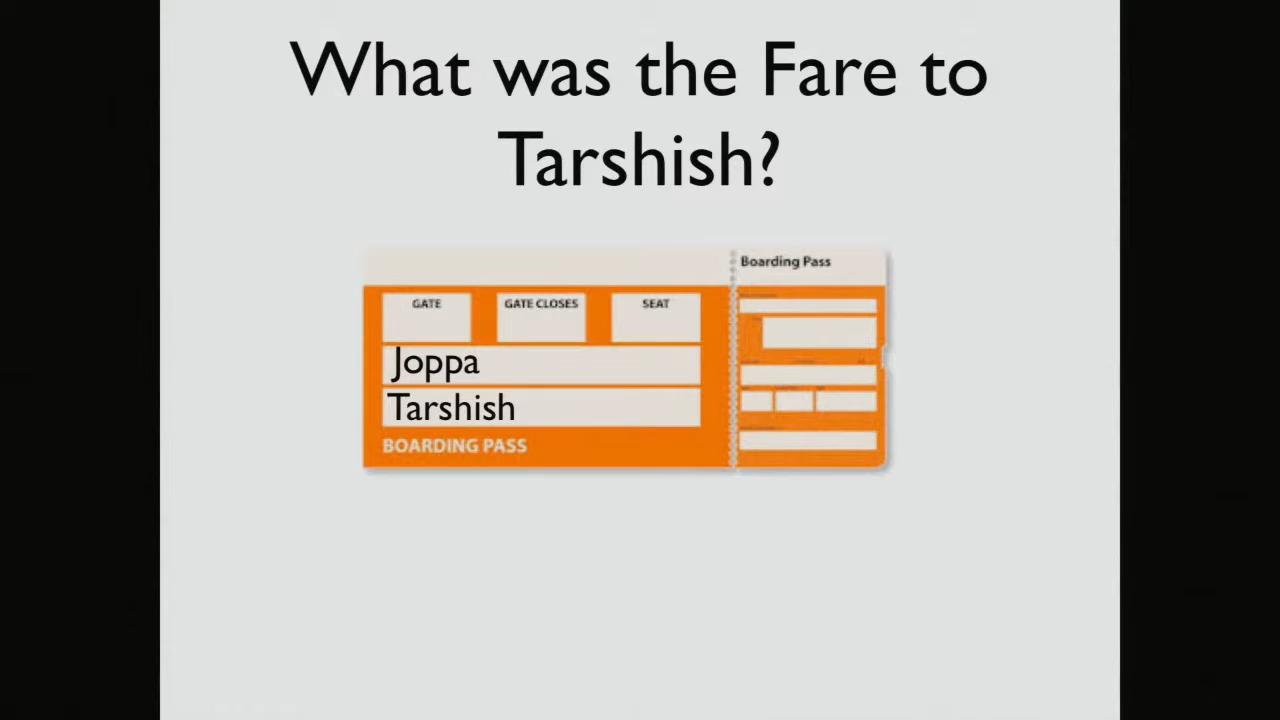 What was the Fare to
Tarshish?
Boarding Pass
GATE
GATE CLOSES
SEAT
Joppa
Tarshish
BOARDING PASS